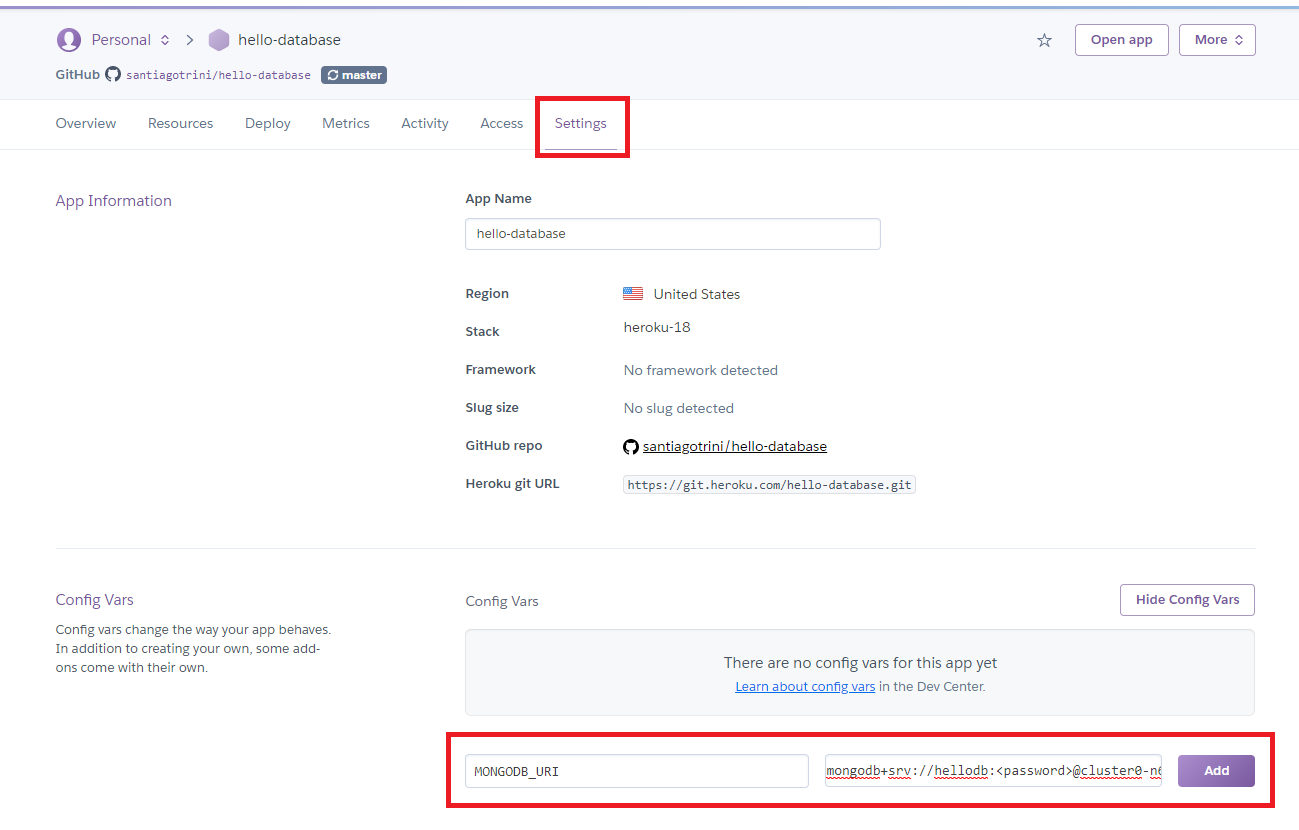 Personal hello-database
Open app
More
GitHub santiagotrini/hello-database master
Overview Resources Deploy Metrics Activity Access Settings
App Information
App Name
hello-database
Region United States
Stack heroku-18
Framework No framework detected
Slug size No slug detected
GitHub repo santiagotrini/hello-database
Heroku git URL https://git.heroku.com/hello-database.git
Config Vars
Config vars change the way your app behaves.
In addition to creating your own, some add-
ons come with their own.
Config Vars
Hide Config Vars
There are no config vars for this app yet
Learn about config vars in the Dev Center.
MONGODB_URI mongodb+srv://hellodb:<password>@cluster0-n6 Add